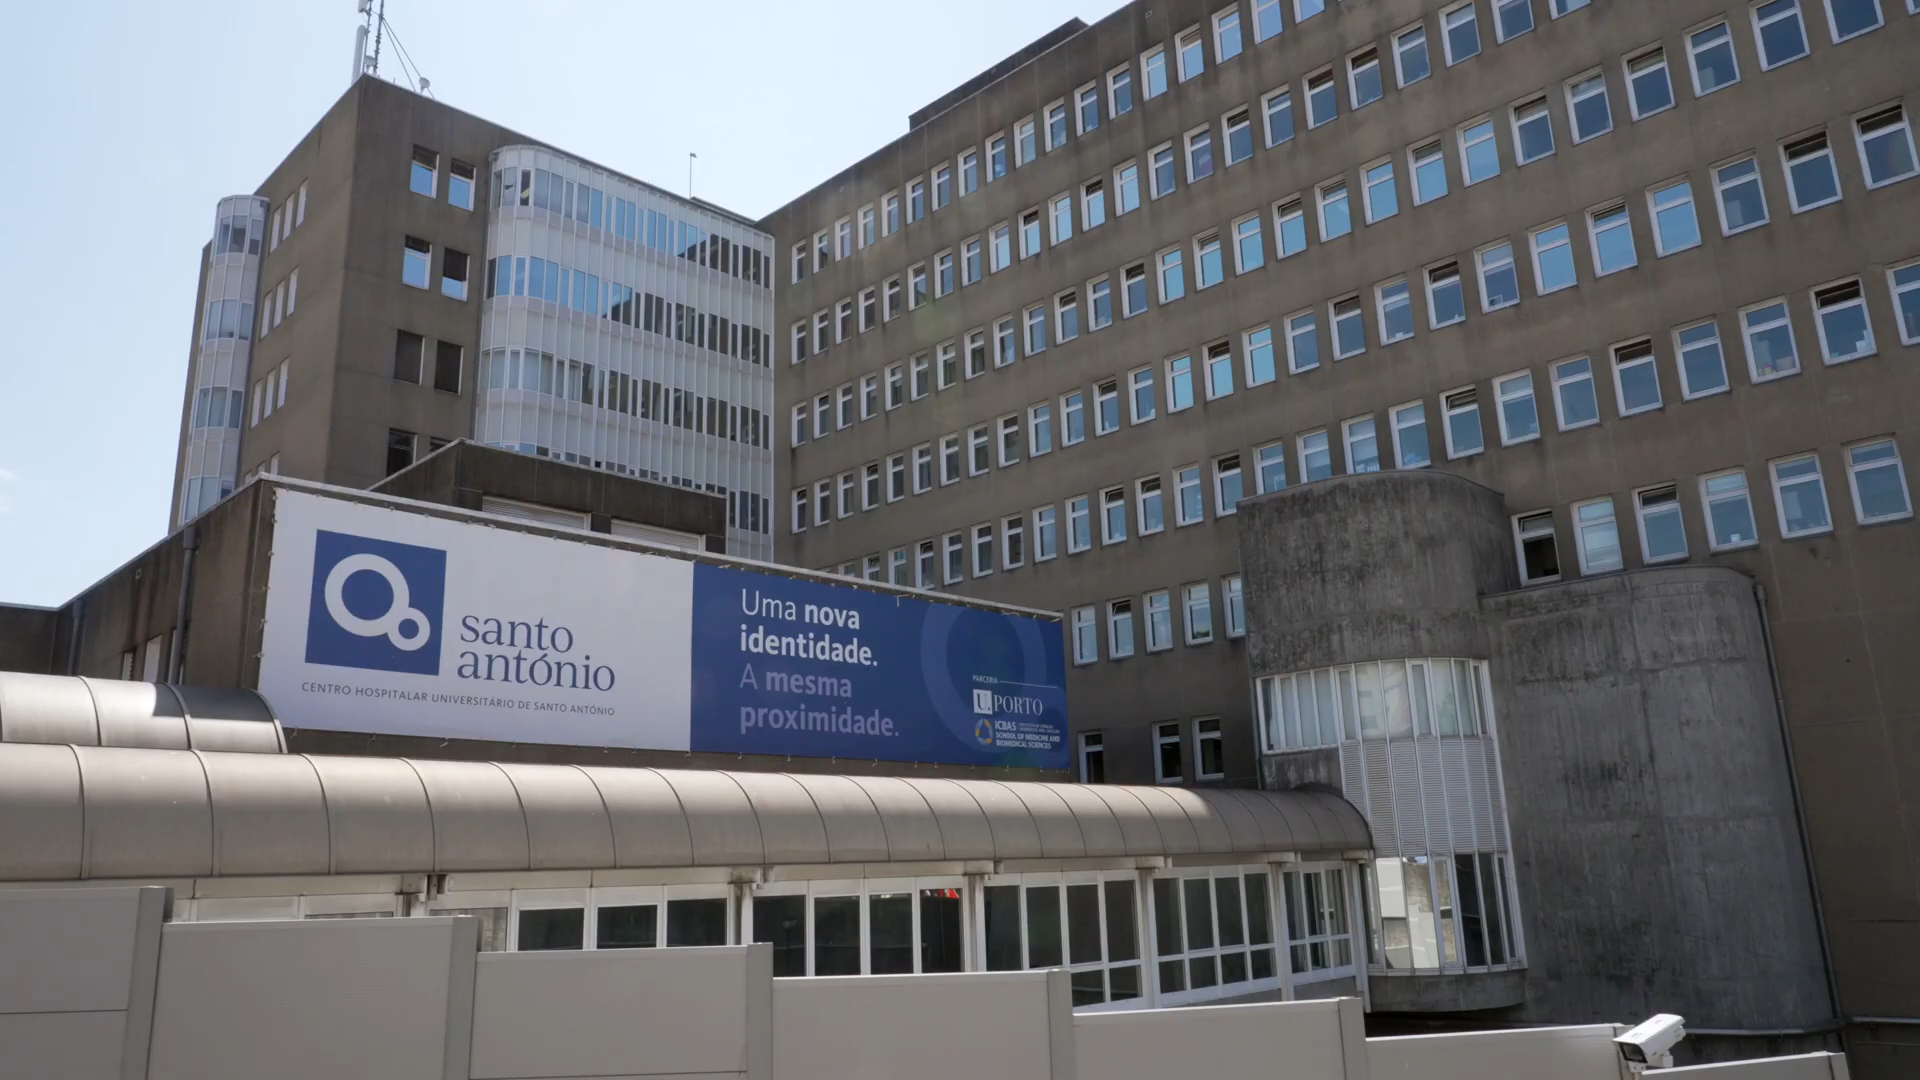 santo
antónio
CENTRO HOSPITALAR UNIVERSITÁRIO DE SANTO ANTÓNIO
Uma nova
identidade.
A mesma
proximidade.
PARCERIA
U.PORTO
ICBAS
SCHOOL OF MEDICINE AND
BIOMEDICAL SCIENCES